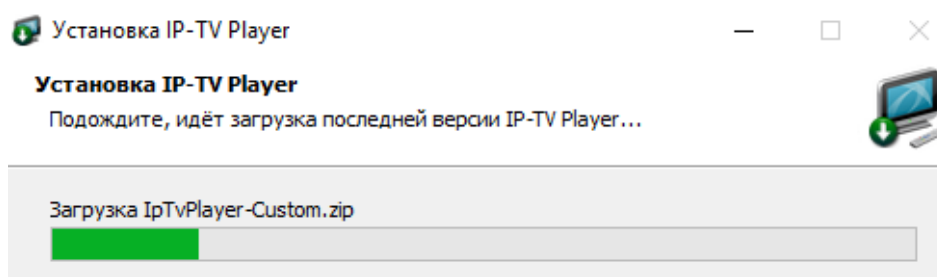 Установка IP-TV Player
Установка IP-TV Player
Подождите, идёт загрузка последней версии IP-TV Player...
Загрузка IpTvPlayer-Custom.zip